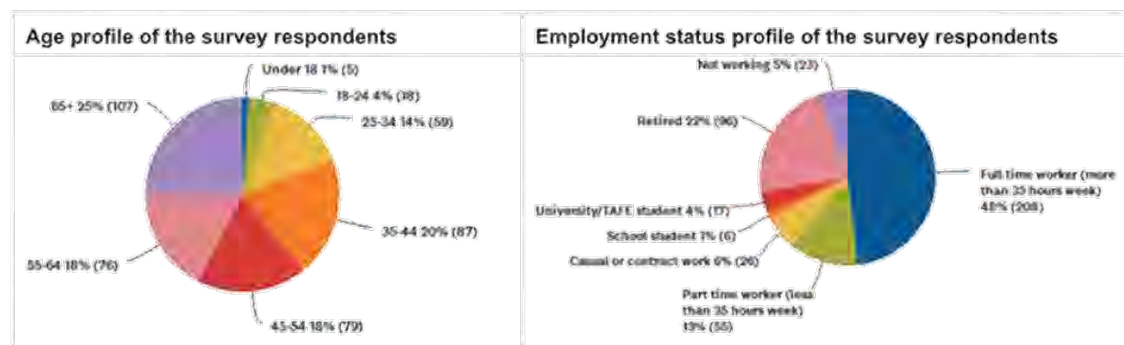 Age profile of the survey respondents
Under 18 1% (5)
18-24 4% (18)
25-34 14% (59)
35-44 20% (87)
45-54 18% (79)
55-64 18% (76)
65+ 25% (107)
Employment status profile of the survey respondents
Not working 5% (23)
Retired 22% (96)
University/TAFE student 4% (17)
School student 1% (6)
Casual or contract work 6% (26)
Part time worker (less
than 35 hours week)
13% (55)
Full time worker (more
than 35 hours week)
48% (208)